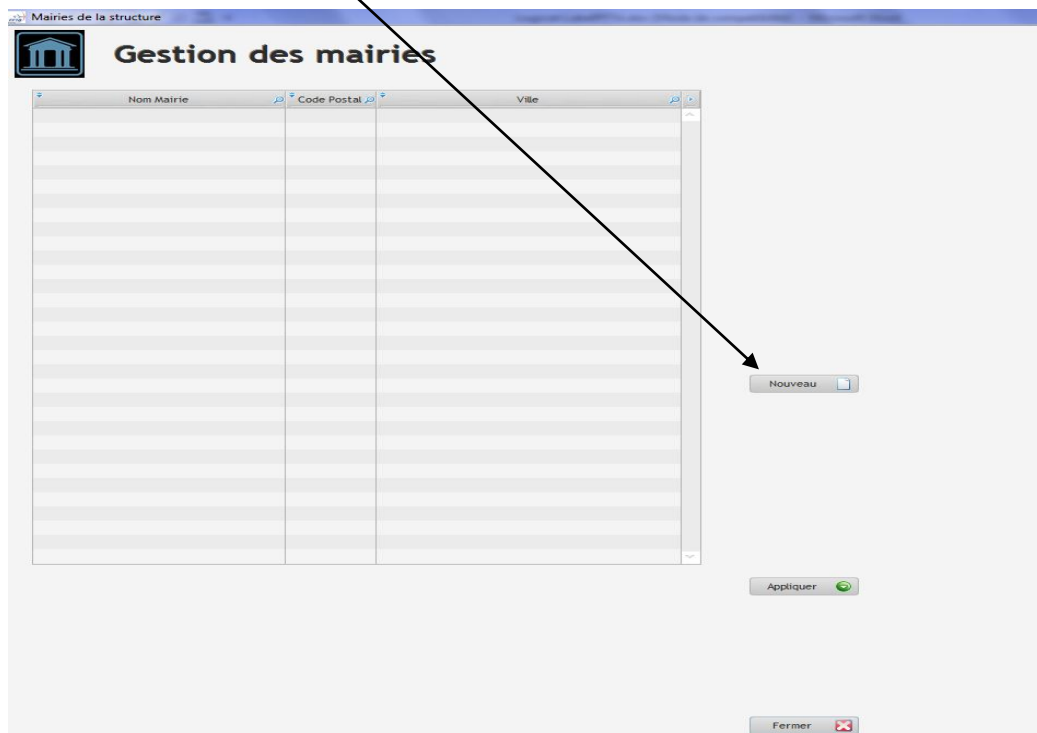 Mairies de la structure
Gestion des mairies
Nom Mairie Code Postal Ville
Nouveau
Appliquer
Fermer